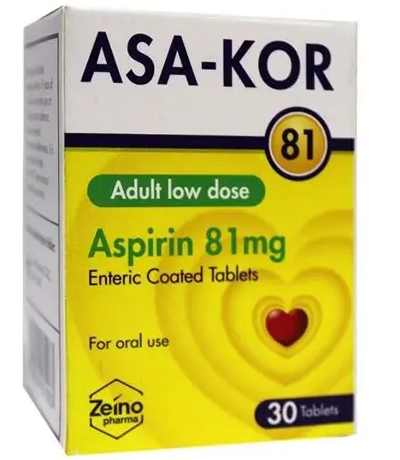 ASA-KOR
81
Adult low dose
Aspirin 81mg
Enteric Coated Tablets
For oral use
Zeino
pharma
30 Tablets